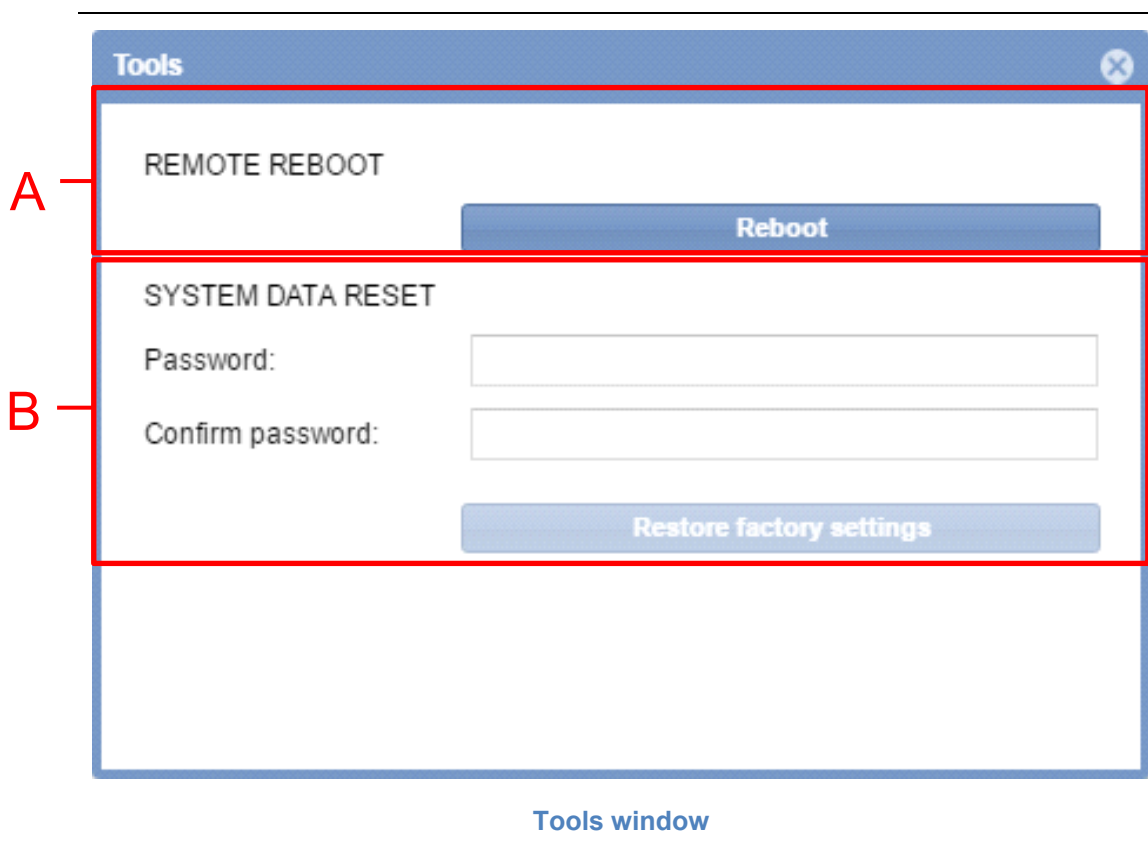 Tools
A
REMOTE REBOOT
Reboot
B
SYSTEM DATA RESET
Password:
Confirm password:
Restore factory settings
Tools window